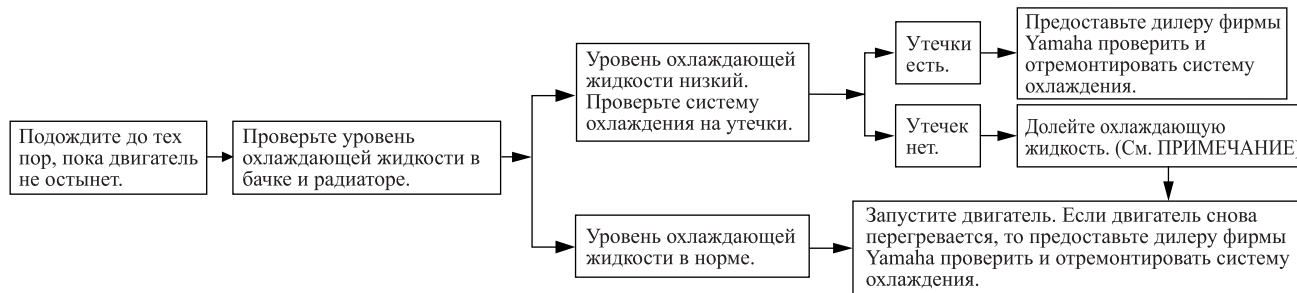 Подождите до тех
пор, пока двигатель
не остынет.
Проверьте уровень
охлаждающей жидкости в
бачке и радиаторе.
Уровень охлаждающей
жидкости низкий.
Проверьте систему
охлаждения на утечки.
Утечки
есть.
Предоставьте дилеру фирмы
Yamaha проверить и
отремонтировать систему
охлаждения.
Утечек
нет.
Долейте охлаждающую
жидкость. (См. ПРИМЕЧАНИЕ)
Уровень охлаждающей
жидкости в норме.
Запустите двигатель. Если двигатель снова
перегревается, то предоставьте дилеру фирмы
Yamaha проверить и отремонтировать систему
охлаждения.